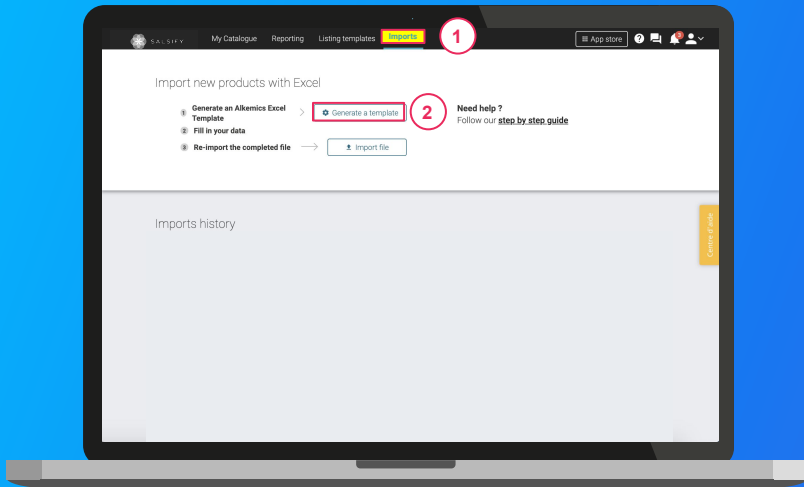 SALSIFY My Catalogue Reporting Listing templates Imports 1 App store ? 3
Import new products with Excel
1 Generate an Alkemics Excel Template
Generate a template 2
Need help ?
Follow our step by step guide
2 Fill in your data
3 Re-import the completed file
Import file
Imports history
Centre d'aide